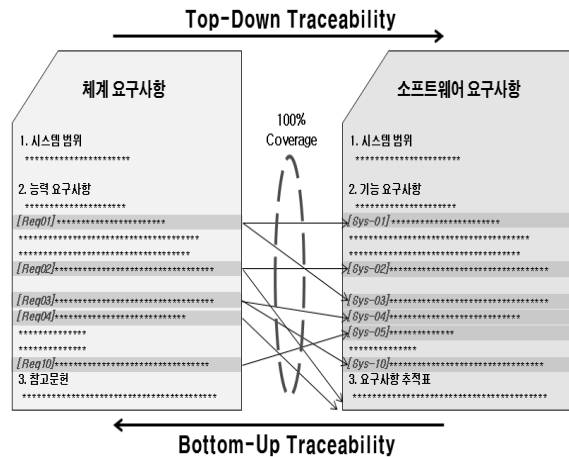 Top-Down Traceability
체계 요구사항
1. 시스템 범위
*********************
2. 능력 요구사항
********************
[Req01]**********************
************************************
**********************************
[Req02]********************************
[Req03]********************************
[Req04]**************************
*************
*************
[Req10]*******************************
3. 참고문헌
***************************************
100%
Coverage
소프트웨어 요구사항
1. 시스템 범위
*********************
2. 기능 요구사항
********************
[Sys-01]**********************
************************************
**********************************
[Sys-02]********************************
[Sys-03]********************************
[Sys-04]**************************
[Sys-05]*************
*************
[Sys-10]*******************************
3. 요구사항 추적표
***************************************
Bottom-Up Traceability